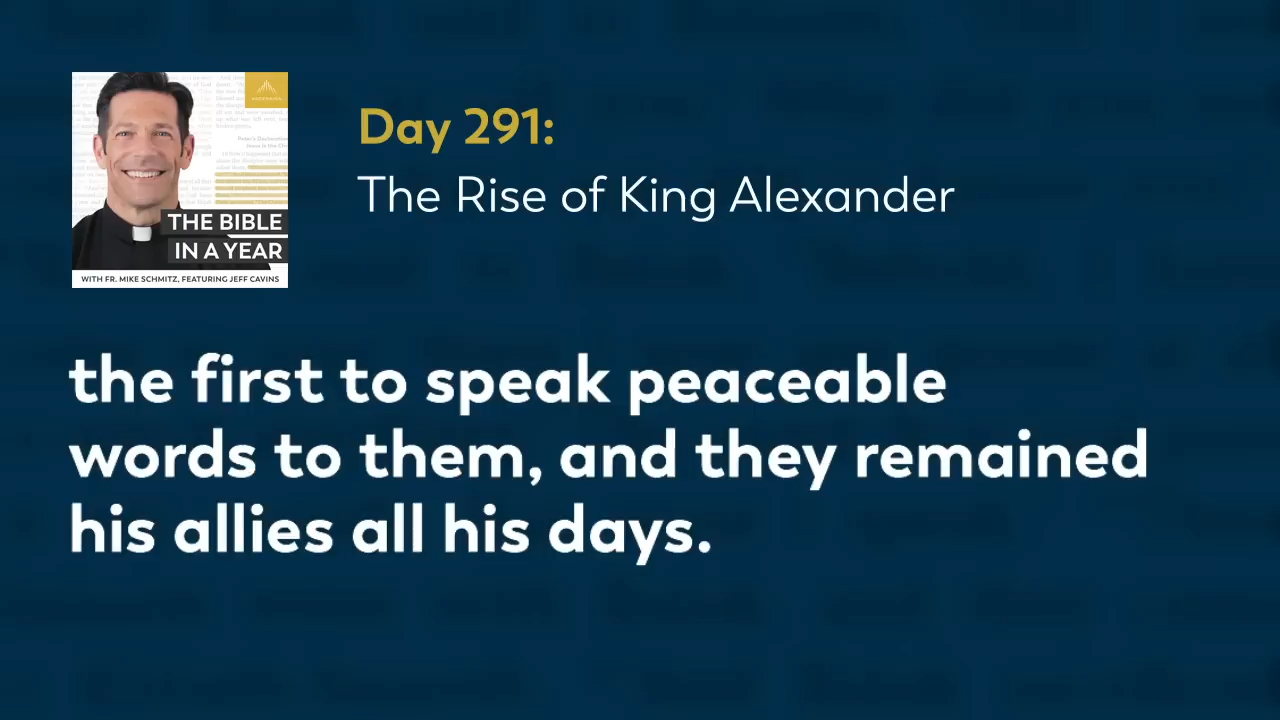 Day 291:
The Rise of King Alexander
THE BIBLE
IN A YEAR
WITH FR. MIKE SCHMITZ, FEATURING JEFF CAVINS
the first to speak peaceable
words to them, and they remained
his allies all his days.